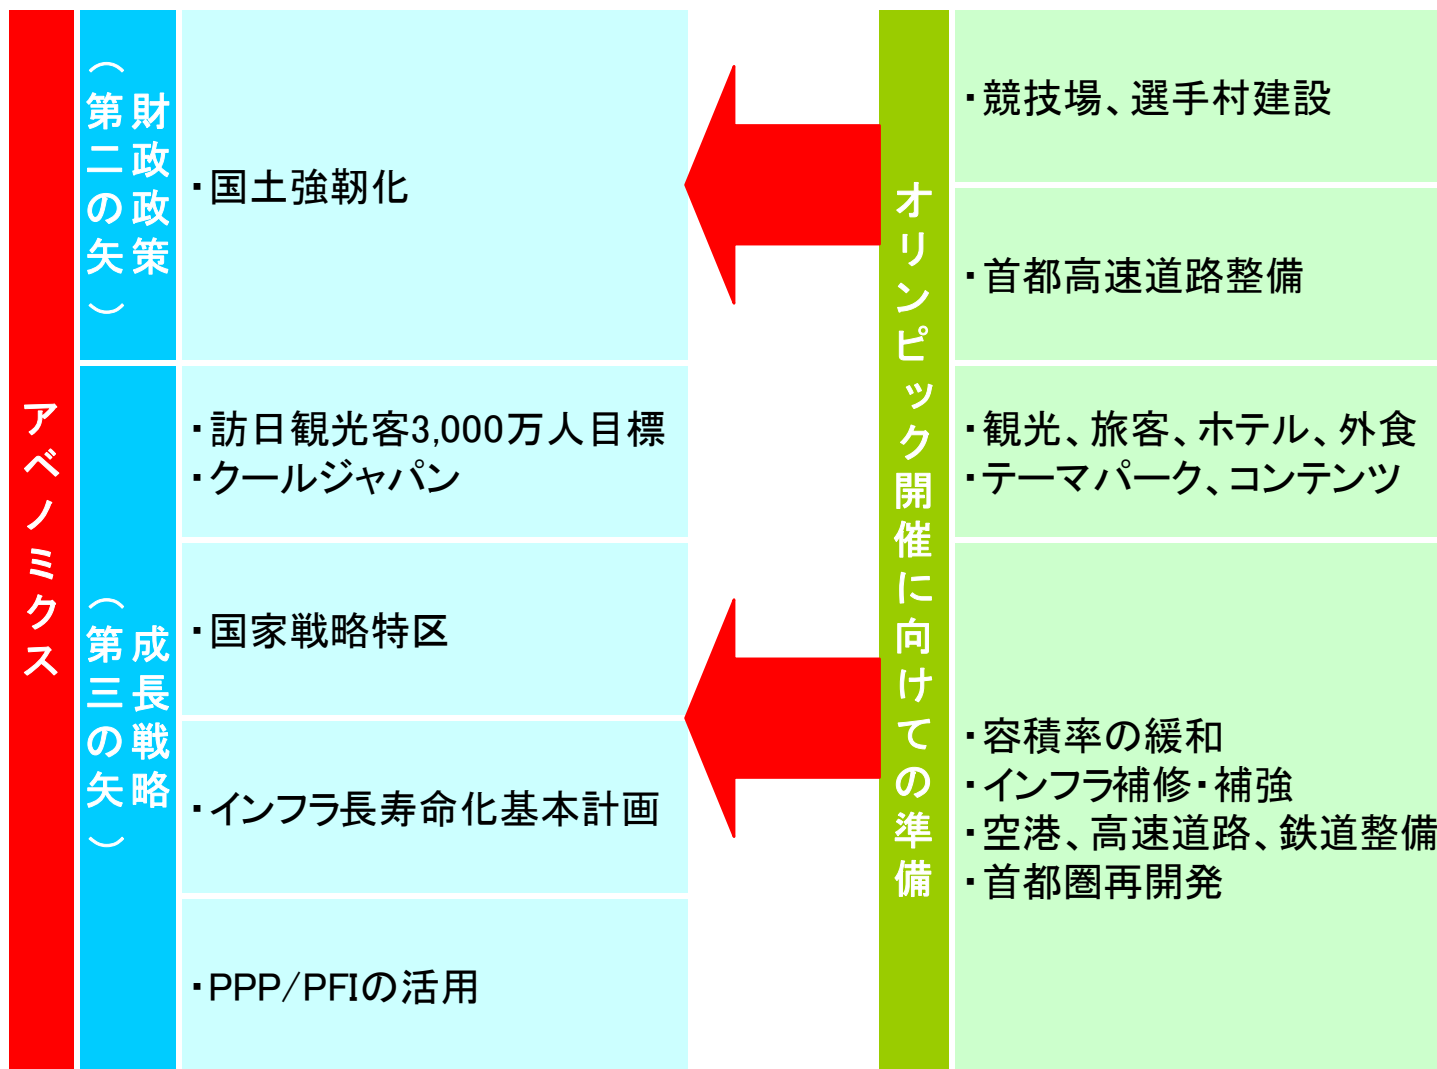 アベノミクス
財政政策
（第二の矢）
・国土強靭化
成長戦略
（第三の矢）
・訪日観光客3,000万人目標
・クールジャパン
・国家戦略特区
・インフラ長寿命化基本計画
・PPP/PFIの活用
オリンピック開催に向けての準備
・競技場、選手村建設
・首都高速道路整備
・観光、旅客、ホテル、外食
・テーマパーク、コンテンツ
・容積率の緩和
・インフラ補修・補強
・空港、高速道路、鉄道整備
・首都圏再開発